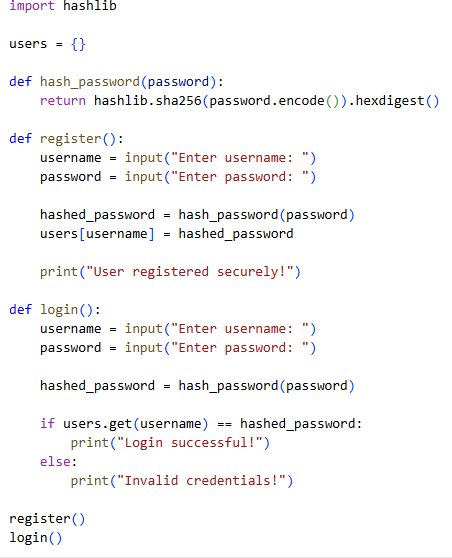 import hashlib
users = {}
def hash_password(password):
    return hashlib.sha256(password.encode()).hexdigest()
def register():
    username = input("Enter username: ")
    password = input("Enter password: ")
    hashed_password = hash_password(password)
    users[username] = hashed_password
    print("User registered securely!")
def login():
    username = input("Enter username: ")
    password = input("Enter password: ")
    hashed_password = hash_password(password)
    if users.get(username) == hashed_password:
        print("Login successful!")
    else:
        print("Invalid credentials!")
register()
login()